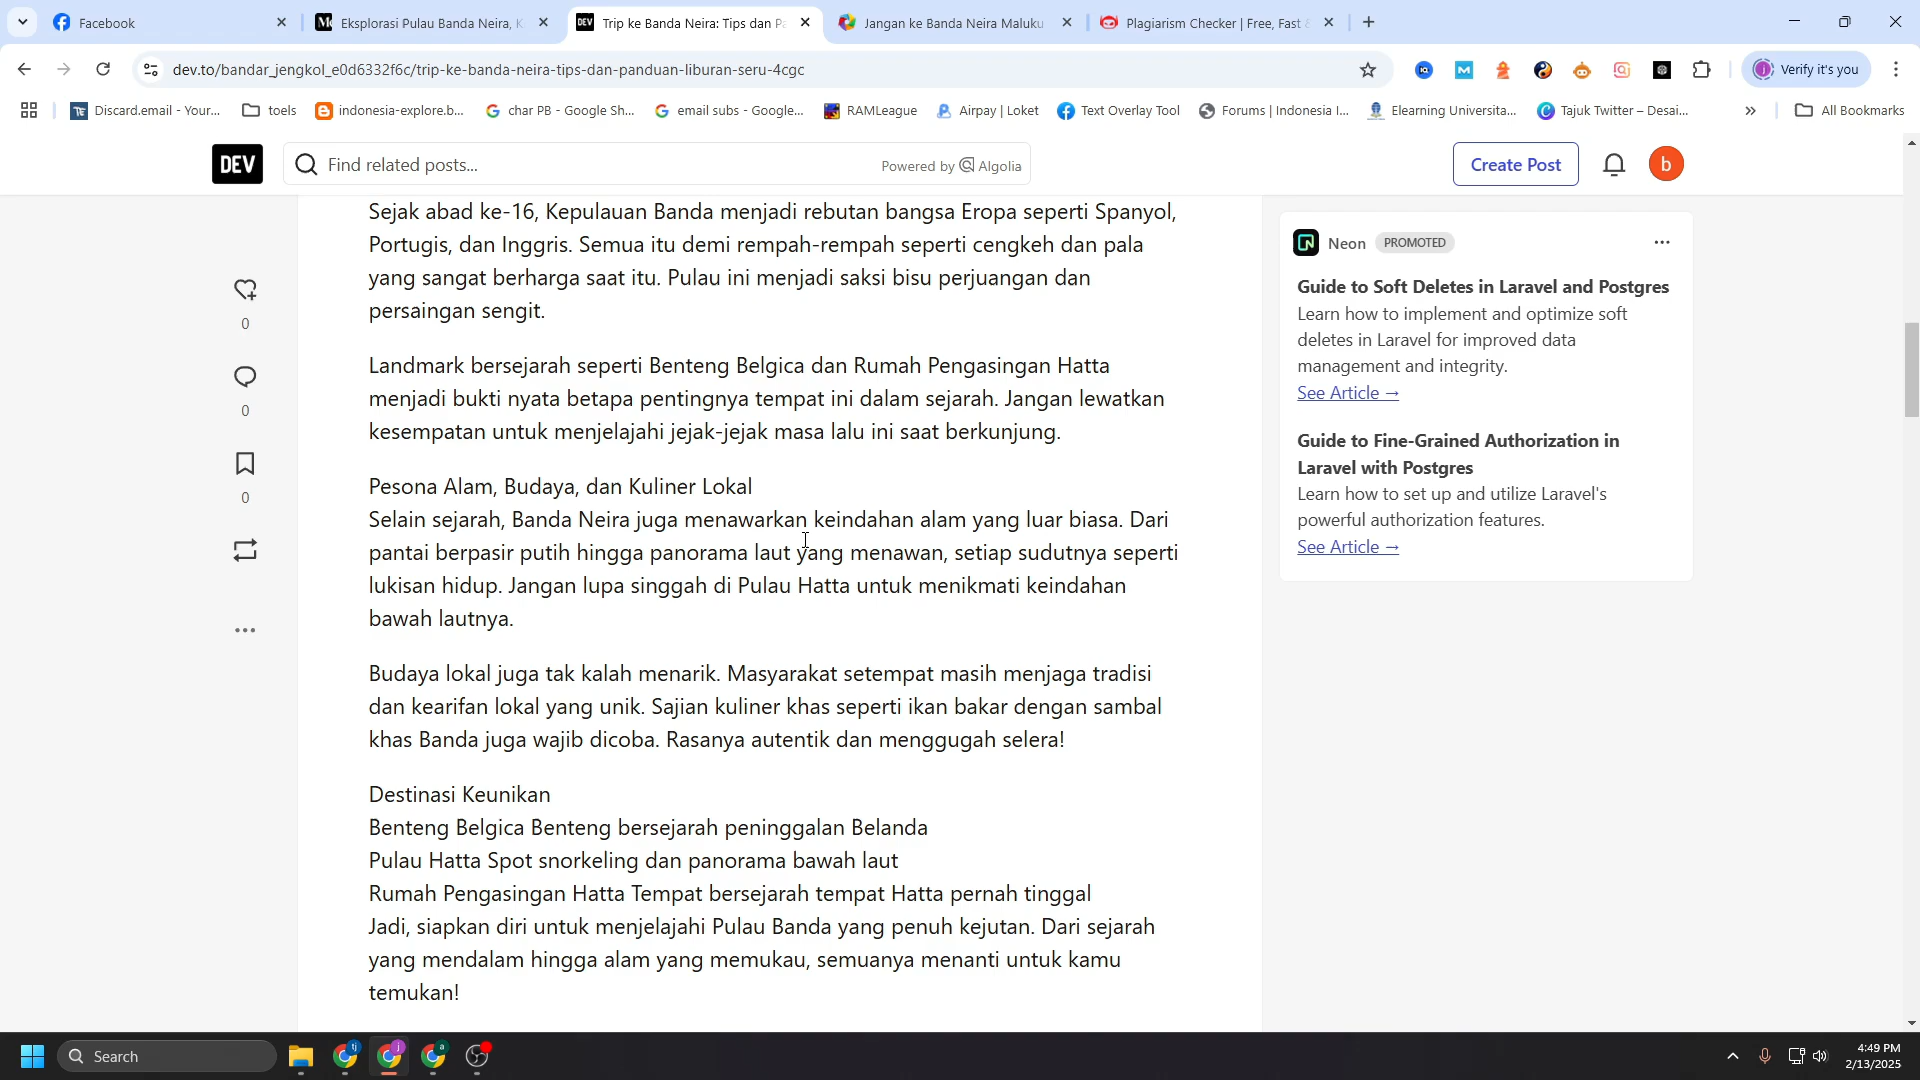 Facebook
Eksplorasi Pulau Banda Neira, K
Trip ke Banda Neira: Tips dan Pa
Jangan ke Banda Neira Maluku
Plagiarism Checker | Free, Fast &
dev.to/bandar_jengkol_e0d6332f6c/trip-ke-banda-neira-tips-dan-panduan-liburan-seru-4cgc
Verify it's you
Discard.email - Your...
toels
indonesia-explore.b...
char PB - Google Sh...
email subs - Google...
RAMLeague
Airpay | Loket
Text Overlay Tool
Forums | Indonesia I...
Elearning Universita...
Tajuk Twitter – Desai...
»
All Bookmarks
DEV
Find related posts...
Powered by Algolia
Create Post
b
Sejak abad ke-16, Kepulauan Banda menjadi rebutan bangsa Eropa seperti Spanyol,
Portugis, dan Inggris. Semua itu demi rempah-rempah seperti cengkeh dan pala
yang sangat berharga saat itu. Pulau ini menjadi saksi bisu perjuangan dan
persaingan sengit.
Landmark bersejarah seperti Benteng Belgica dan Rumah Pengasingan Hatta
menjadi bukti nyata betapa pentingnya tempat ini dalam sejarah. Jangan lewatkan
kesempatan untuk menjelajahi jejak-jejak masa lalu ini saat berkunjung.
Pesona Alam, Budaya, dan Kuliner Lokal
Selain sejarah, Banda Neira juga menawarkan keindahan alam yang luar biasa. Dari
pantai berpasir putih hingga panorama laut yang menawan, setiap sudutnya seperti
lukisan hidup. Jangan lupa singgah di Pulau Hatta untuk menikmati keindahan
bawah lautnya.
Budaya lokal juga tak kalah menarik. Masyarakat setempat masih menjaga tradisi
dan kearifan lokal yang unik. Sajian kuliner khas seperti ikan bakar dengan sambal
khas Banda juga wajib dicoba. Rasanya autentik dan menggugah selera!
Destinasi Keunikan
Benteng Belgica Benteng bersejarah peninggalan Belanda
Pulau Hatta Spot snorkeling dan panorama bawah laut
Rumah Pengasingan Hatta Tempat bersejarah tempat Hatta pernah tinggal
Jadi, siapkan diri untuk menjelajahi Pulau Banda yang penuh kejutan. Dari sejarah
yang mendalam hingga alam yang memukau, semuanya menanti untuk kamu
temukan!
0
0
0
Neon PROMOTED
Guide to Soft Deletes in Laravel and Postgres
Learn how to implement and optimize soft
deletes in Laravel for improved data
management and integrity.
See Article →
Guide to Fine-Grained Authorization in
Laravel with Postgres
Learn how to set up and utilize Laravel's
powerful authorization features.
See Article →
Search
4:49 PM
2/13/2025